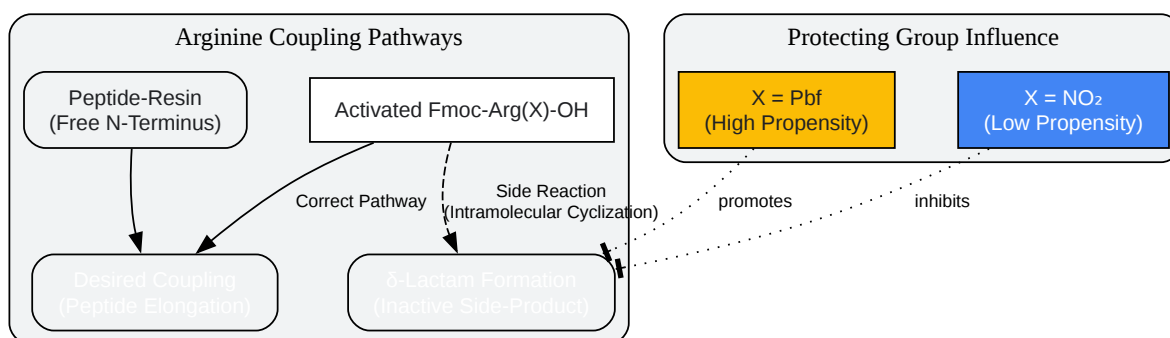 Arginine Coupling Pathways
Peptide-Resin
(Free N-Terminus)
Activated Fmoc-Arg(X)-OH
Correct Pathway
Side Reaction
(Intramolecular Cyclization)
Desired Coupling
(Peptide Elongation)
δ-Lactam Formation
(Inactive Side-Product)
Protecting Group Influence
X = Pbf
(High Propensity)
X = NO₂
(Low Propensity)
promotes
inhibits